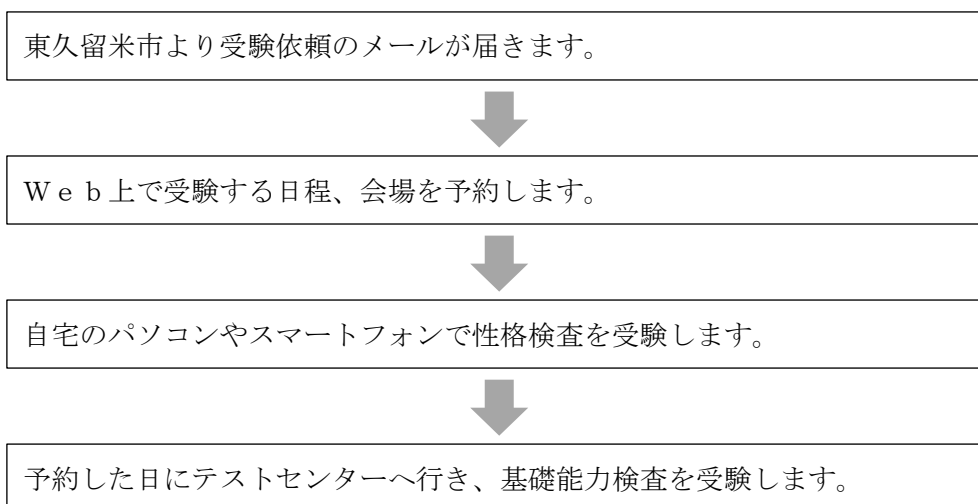 東久留米市より受験依頼のメールが届きます。
Ｗｅｂ上で受験する日程、会場を予約します。
自宅のパソコンやスマートフォンで性格検査を受験します。
予約した日にテストセンターへ行き、基礎能力検査を受験します。